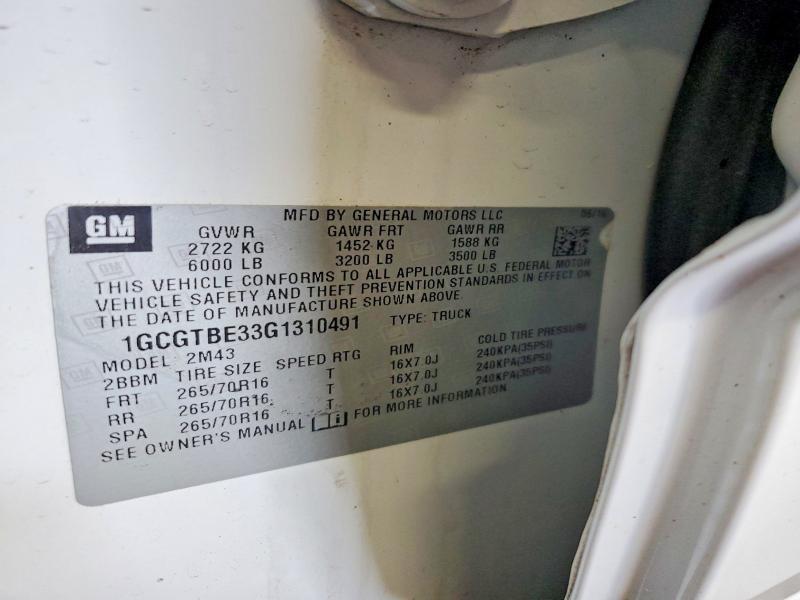 GM
MFD BY GENERAL MOTORS LLC 06/16
GVWR GAWR FRT GAWR RR
2722 KG 1452 KG 1588 KG
6000 LB 3200 LB 3500 LB
THIS VEHICLE CONFORMS TO ALL APPLICABLE U.S. FEDERAL MOTOR
VEHICLE SAFETY AND THEFT PREVENTION STANDARDS IN EFFECT ON
THE DATE OF MANUFACTURE SHOWN ABOVE.
1GCGTBE33G1310491 TYPE: TRUCK
MODEL: 2M43
2BBM TIRE SIZE SPEED RTG RIM COLD TIRE PRESSURE
FRT 265/70R16 T 16X7.0J 240KPA(35PSI)
RR 265/70R16 T 16X7.0J 240KPA(35PSI)
SPA 265/70R16 T 16X7.0J 240KPA(35PSI)
SEE OWNER'S MANUAL FOR MORE INFORMATION